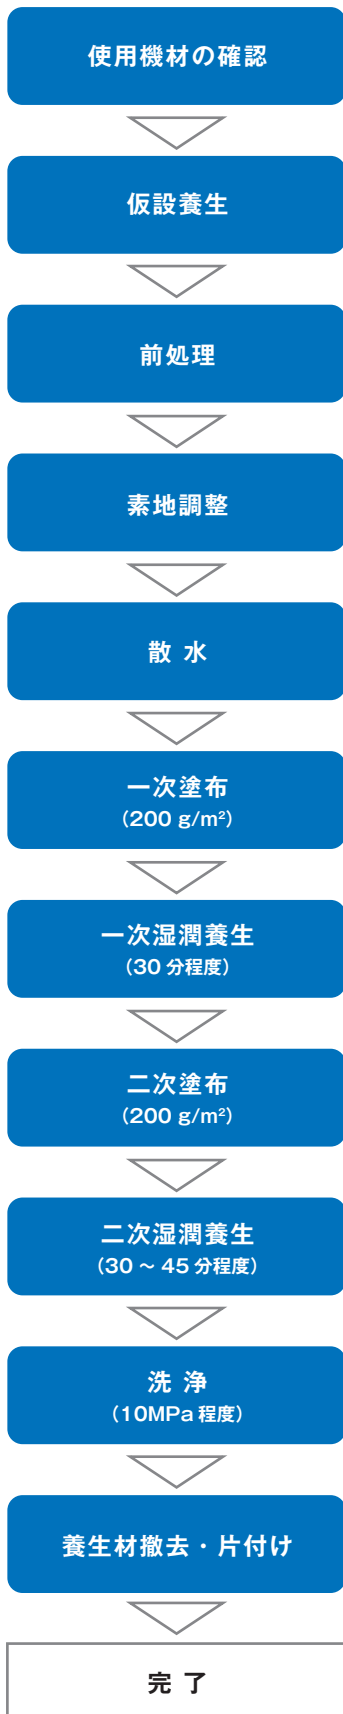 使用機材の確認
仮設養生
前処理
素地調整
散 水
一次塗布
(200 g/m²)
一次湿潤養生
(30 分程度)
二次塗布
(200 g/m²)
二次湿潤養生
(30 ~ 45 分程度)
洗 浄
(10MPa 程度)
養生材撤去・片付け
完 了